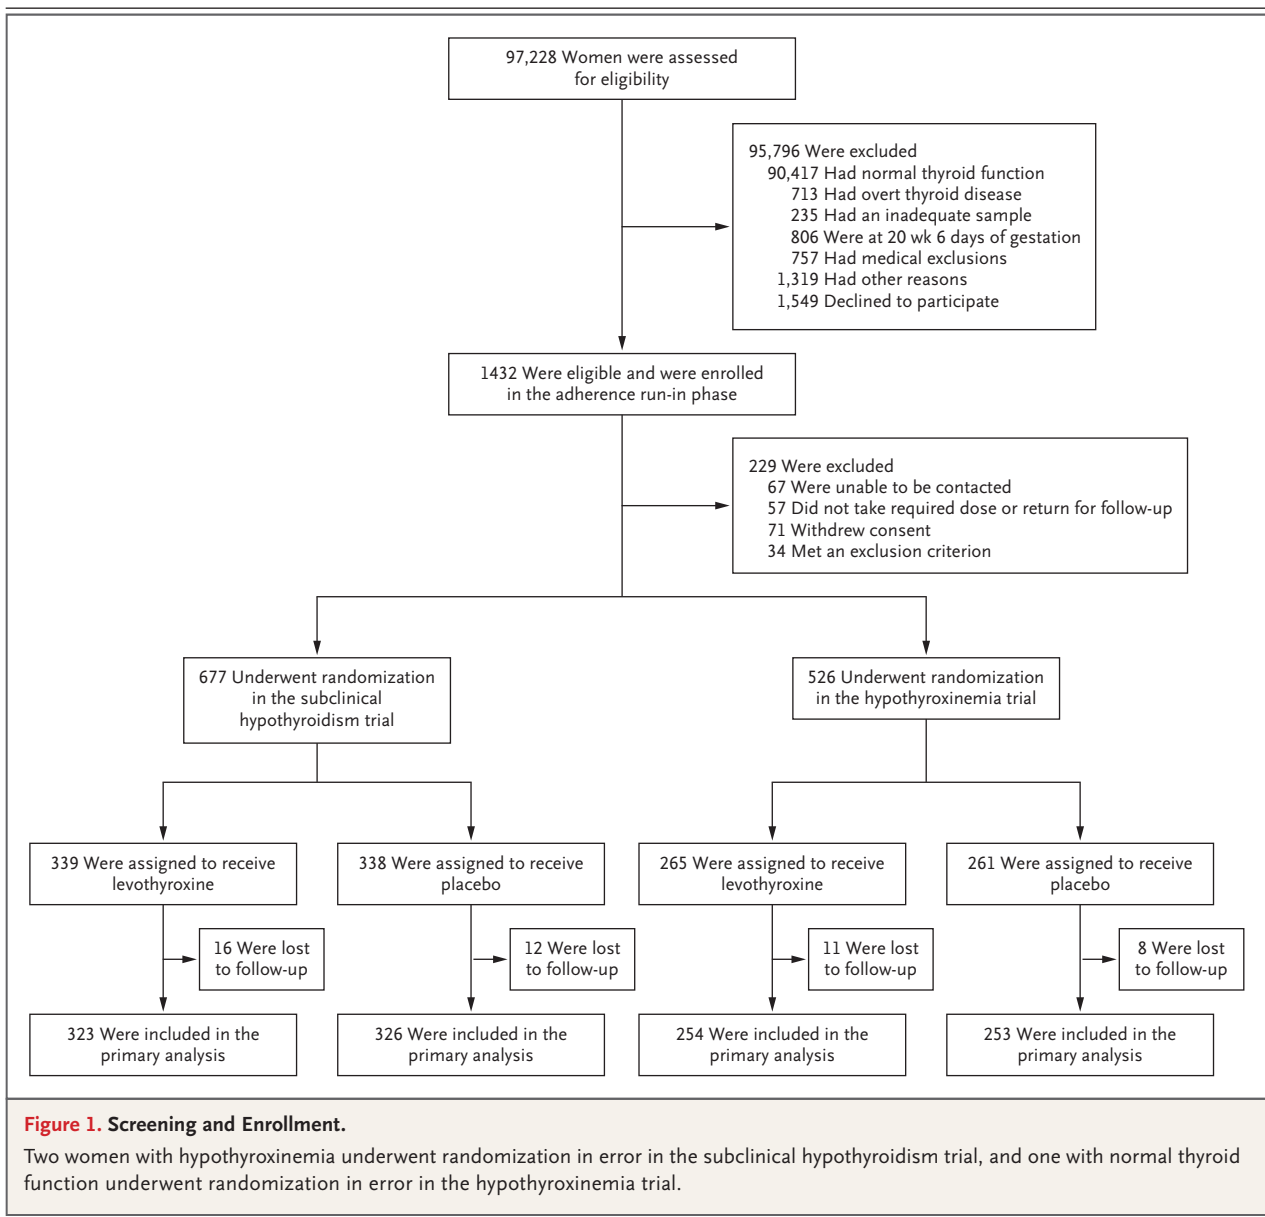 97,228 Women were assessed
for eligibility
95,796 Were excluded
90,417 Had normal thyroid function
713 Had overt thyroid disease
235 Had an inadequate sample
806 Were at 20 wk 6 days of gestation
757 Had medical exclusions
1,319 Had other reasons
1,549 Declined to participate
1432 Were eligible and were enrolled
in the adherence run-in phase
229 Were excluded
67 Were unable to be contacted
57 Did not take required dose or return for follow-up
71 Withdrew consent
34 Met an exclusion criterion
677 Underwent randomization
in the subclinical
hypothyroidism trial
526 Underwent randomization
in the hypothyroxinemia trial
339 Were assigned to receive
levothyroxine
338 Were assigned to receive
placebo
265 Were assigned to receive
levothyroxine
261 Were assigned to receive
placebo
16 Were lost
to follow-up
12 Were lost
to follow-up
11 Were lost
to follow-up
8 Were lost
to follow-up
323 Were included in the
primary analysis
326 Were included in the
primary analysis
254 Were included in the
primary analysis
253 Were included in the
primary analysis
Figure 1. Screening and Enrollment.
Two women with hypothyroxinemia underwent randomization in error in the subclinical hypothyroidism trial, and one with normal thyroid
function underwent randomization in error in the hypothyroxinemia trial.